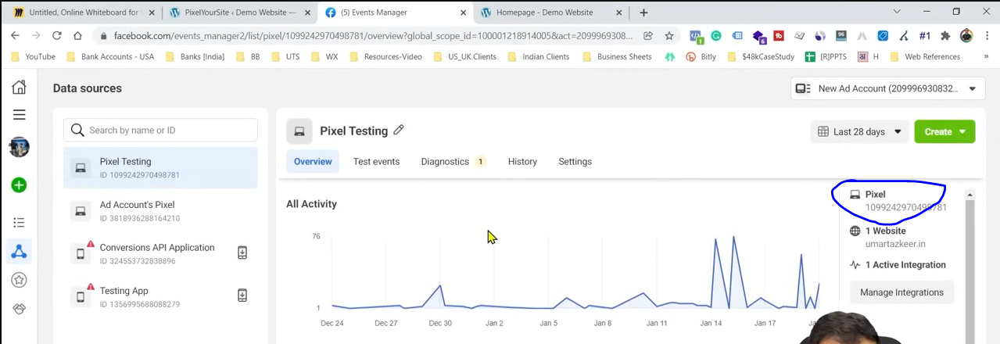 Untitled, Online Whiteboard for
PixelYourSite ‹ Demo Website —
(5) Events Manager
Homepage - Demo Website
facebook.com/events_manager2/list/pixel/1099242970498781/overview?global_scope_id=100001218914005&act=2099969308...
1
6
96
#1
YouTube
Bank Accounts - USA
Banks [India]
BB
UTS
WX
Resources-Video
US_UK Clients
Indian Clients
Business Sheets
Bitly
$48kCaseStudy
[R]PPTS
H
Web References
»
Data sources
New Ad Account (209996930832...
Search by name or ID
Pixel Testing
ID 1099242970498781
Ad Account's Pixel
ID 3818936288164210
Conversions API Application
ID 324553732838896
Testing App
ID 1356995688088279
Pixel Testing
Last 28 days
Create
Overview
Test events
Diagnostics 1
History
Settings
All Activity
76
1
Dec 24
Dec 27
Dec 30
Jan 2
Jan 5
Jan 8
Jan 11
Jan 14
Jan 17
Pixel
1099242970498781
1 Website
umartazkeer.in
1 Active Integration
Manage Integrations